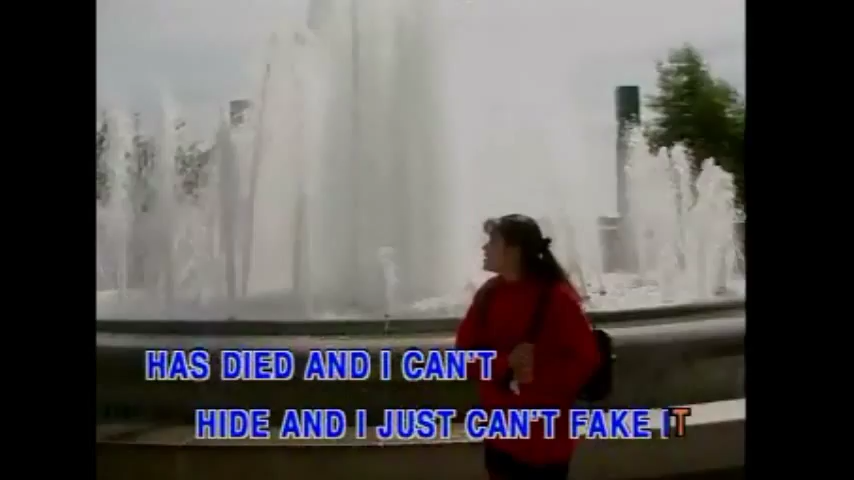 HAS DIED AND I CAN'T
HIDE AND I JUST CAN'T FAKE IT